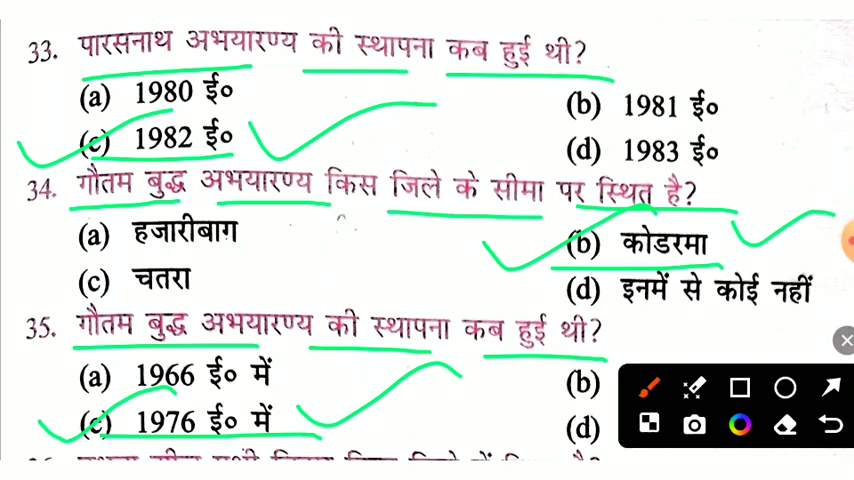 33. पारसनाथ अभयारण्य की स्थापना कब हुई थी?
(a) 1980 ई०
(b) 1981 ई०
(c) 1982 ई०
(d) 1983 ई०
34. गौतम बुद्ध अभयारण्य किस जिले के सीमा पर स्थित है?
(a) हजारीबाग
(b) कोडरमा
(c) चतरा
(d) इनमें से कोई नहीं
35. गौतम बुद्ध अभयारण्य की स्थापना कब हुई थी?
(a) 1966 ई० में
(b)
(c) 1976 ई० में
(d)